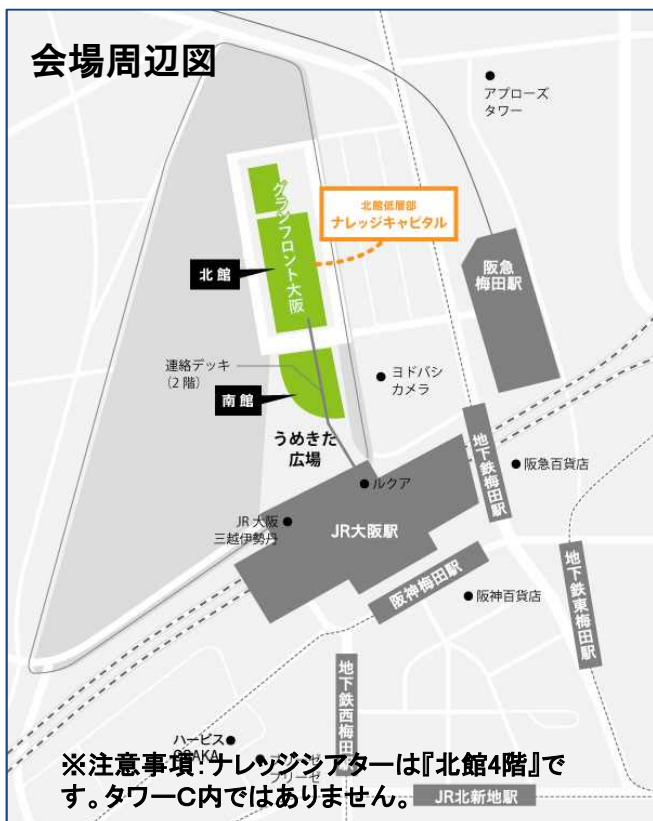 会場周辺図
アプローズ
タワー
グランフロント大阪
北館低層部
ナレッジキャピタル
北館
阪急
梅田駅
連絡デッキ
(2 階)
ヨドバシ
カメラ
南館
うめきた
広場
地下鉄梅田駅
阪急百貨店
ルクア
JR 大阪
三越伊勢丹
JR大阪駅
阪神梅田駅
阪神百貨店
地下鉄東梅田駅
地下鉄西梅田
ハービス
OSAKA
※注意事項:ナレッジシアターは『北館4階』で
す。タワーC内ではありません。
JR北新地駅